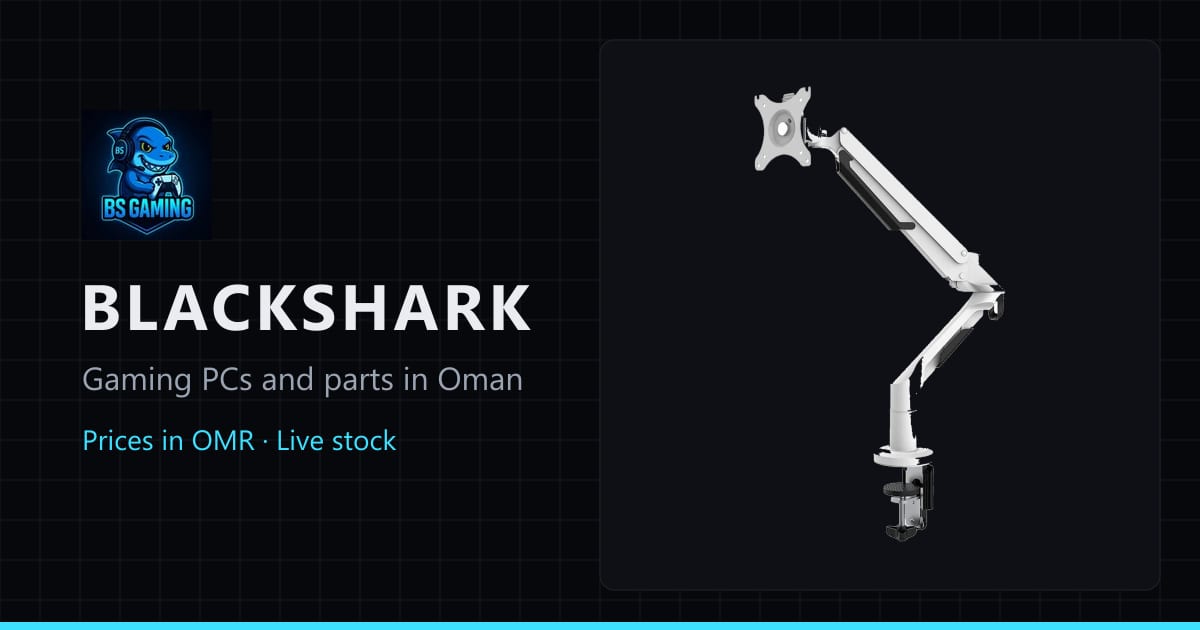 BS
BS GAMING
BLACKSHARK
Gaming PCs and parts in Oman
Prices in OMR · Live stock